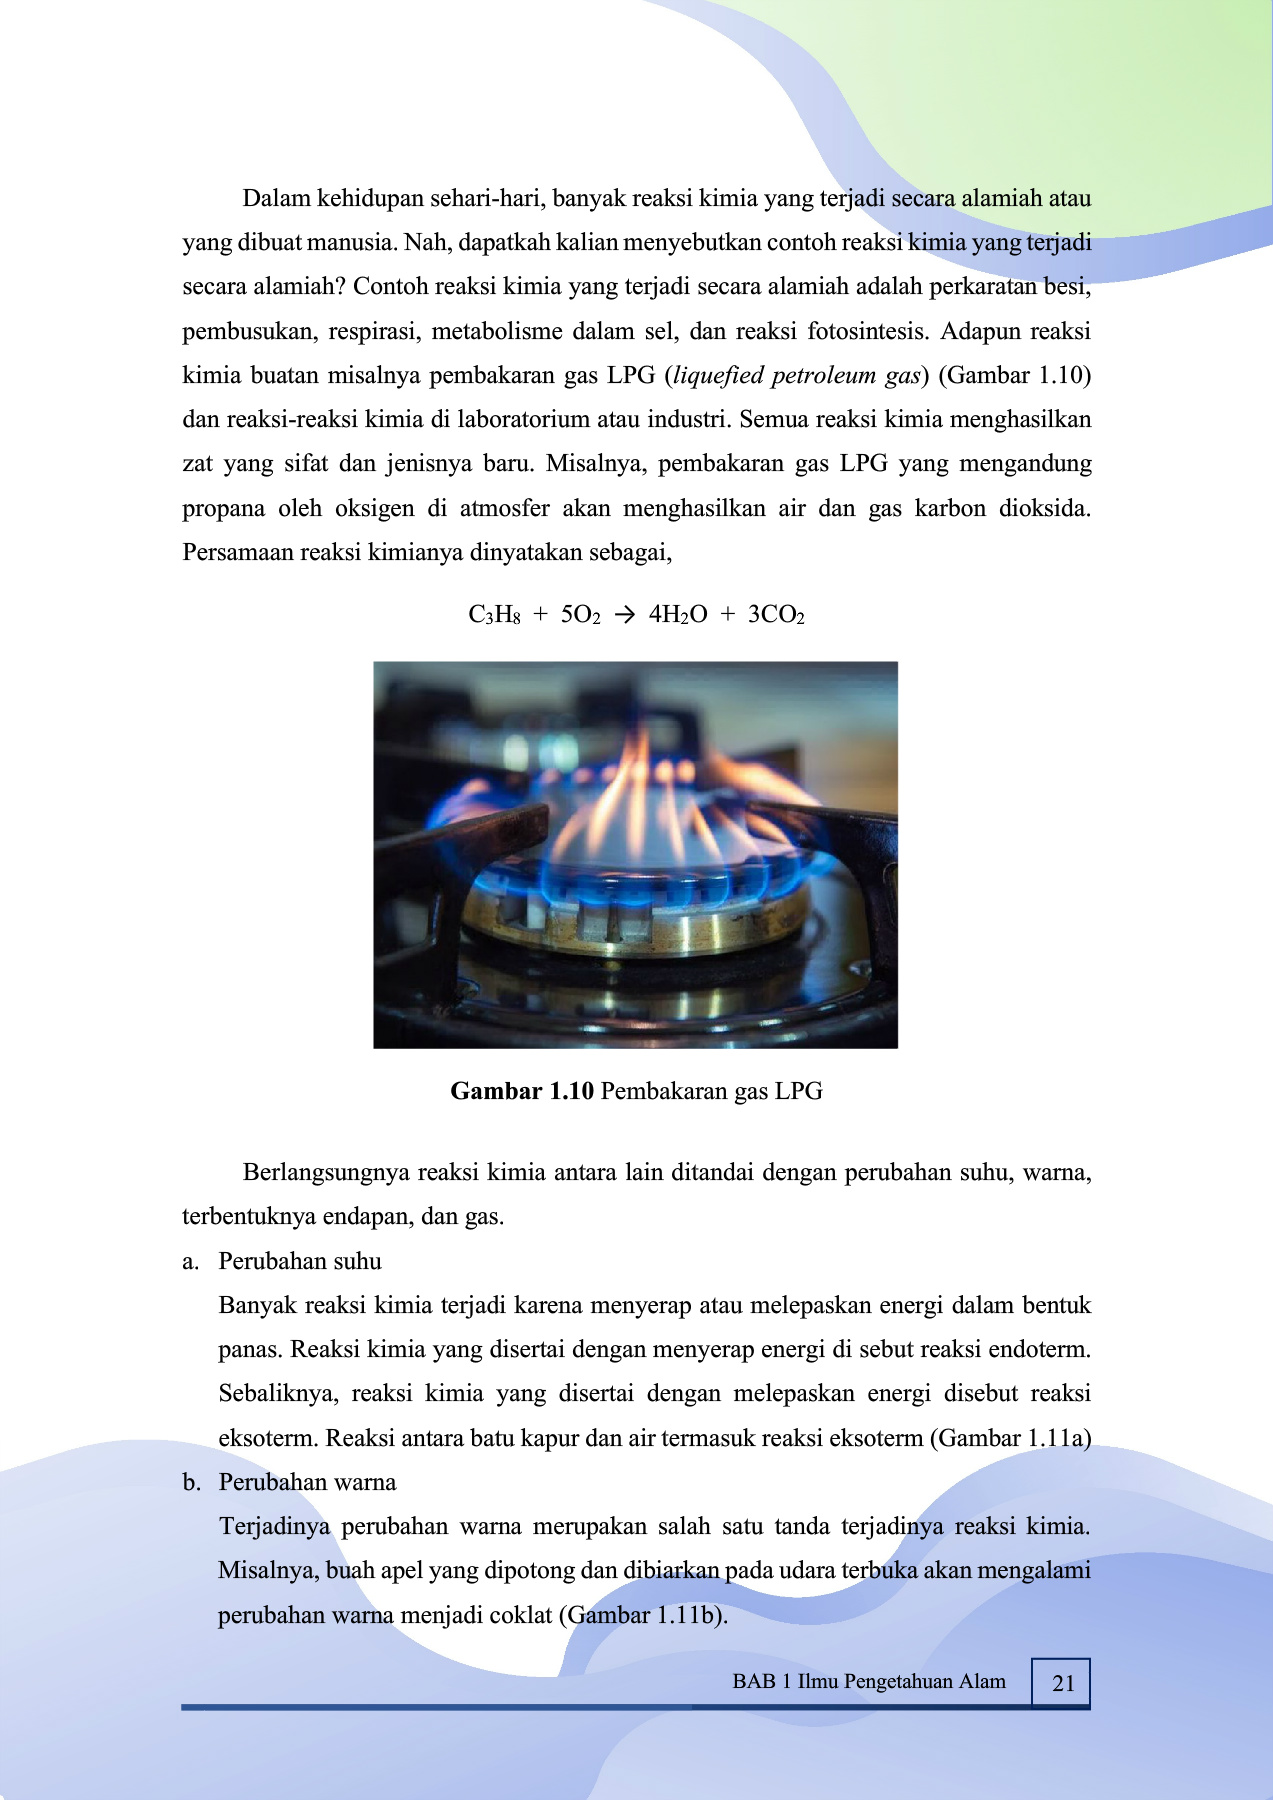 Dalam kehidupan sehari-hari, banyak reaksi kimia yang terjadi secara alamiah atau
yang dibuat manusia. Nah, dapatkah kalian menyebutkan contoh reaksi kimia yang terjadi
secara alamiah? Contoh reaksi kimia yang terjadi secara alamiah adalah perkaratan besi,
pembusukan, respirasi, metabolisme dalam sel, dan reaksi fotosintesis. Adapun reaksi
kimia buatan misalnya pembakaran gas LPG (liquefied petroleum gas) (Gambar 1.10)
dan reaksi-reaksi kimia di laboratorium atau industri. Semua reaksi kimia menghasilkan
zat yang sifat dan jenisnya baru. Misalnya, pembakaran gas LPG yang mengandung
propana oleh oksigen di atmosfer akan menghasilkan air dan gas karbon dioksida.
Persamaan reaksi kimianya dinyatakan sebagai,
C₃H₈ + 5O₂ → 4H₂O + 3CO₂
Gambar 1.10 Pembakaran gas LPG
Berlangsungnya reaksi kimia antara lain ditandai dengan perubahan suhu, warna,
terbentuknya endapan, dan gas.
a. Perubahan suhu
Banyak reaksi kimia terjadi karena menyerap atau melepaskan energi dalam bentuk
panas. Reaksi kimia yang disertai dengan menyerap energi di sebut reaksi endoterm.
Sebaliknya, reaksi kimia yang disertai dengan melepaskan energi disebut reaksi
eksoterm. Reaksi antara batu kapur dan air termasuk reaksi eksoterm (Gambar 1.11a)
b. Perubahan warna
Terjadinya perubahan warna merupakan salah satu tanda terjadinya reaksi kimia.
Misalnya, buah apel yang dipotong dan dibiarkan pada udara terbuka akan mengalami
perubahan warna menjadi coklat (Gambar 1.11b).
BAB 1 Ilmu Pengetahuan Alam 21